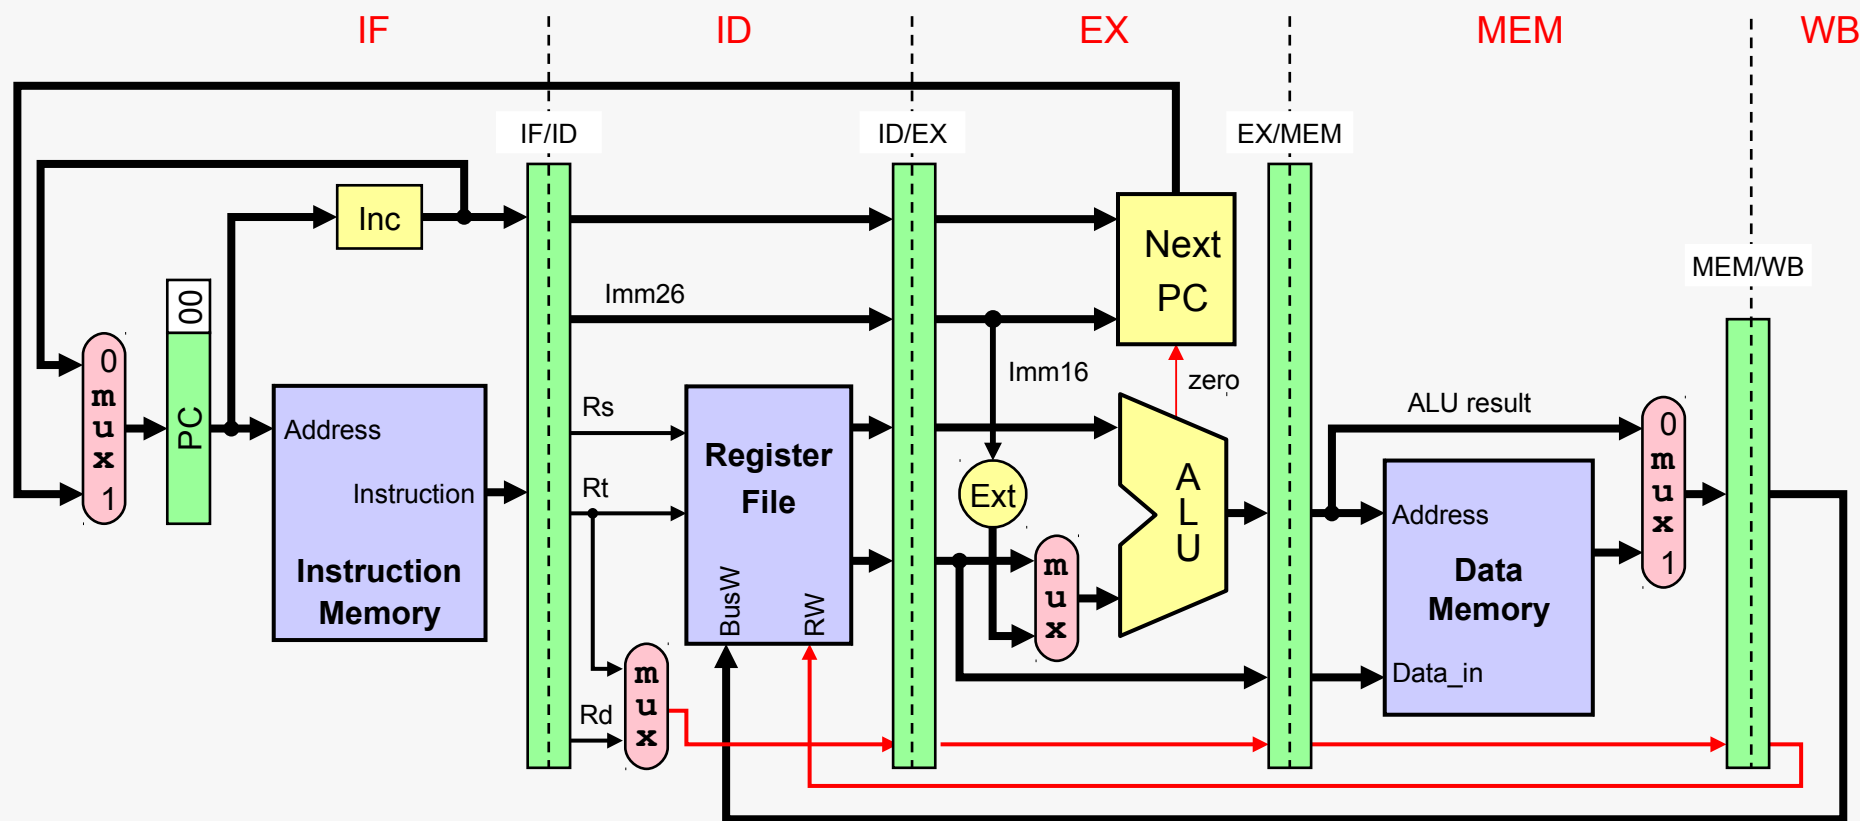 IF
ID
EX
MEM
WB
IF/ID
ID/EX
EX/MEM
MEM/WB
Inc
Next
PC
Imm26
00
PC
0
mux
1
Address
Instruction
Instruction
Memory
Rs
Rt
Rd
Register
File
BusW
RW
mux
Imm16
zero
Ext
mux
ALU
ALU result
Address
Data
Memory
Data_in
0
mux
1